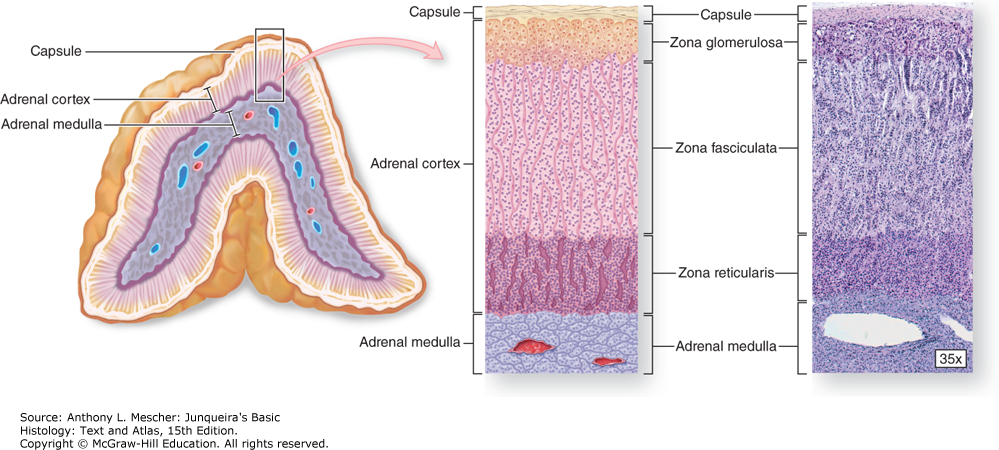 Capsule
Adrenal cortex
Adrenal medulla
Capsule
Adrenal cortex
Adrenal medulla
Capsule
Zona glomerulosa
Zona fasciculata
Zona reticularis
Adrenal medulla
35x
Source: Anthony L. Mescher: Junqueira's Basic
Histology: Text and Atlas, 15th Edition.
Copyright © McGraw-Hill Education. All rights reserved.